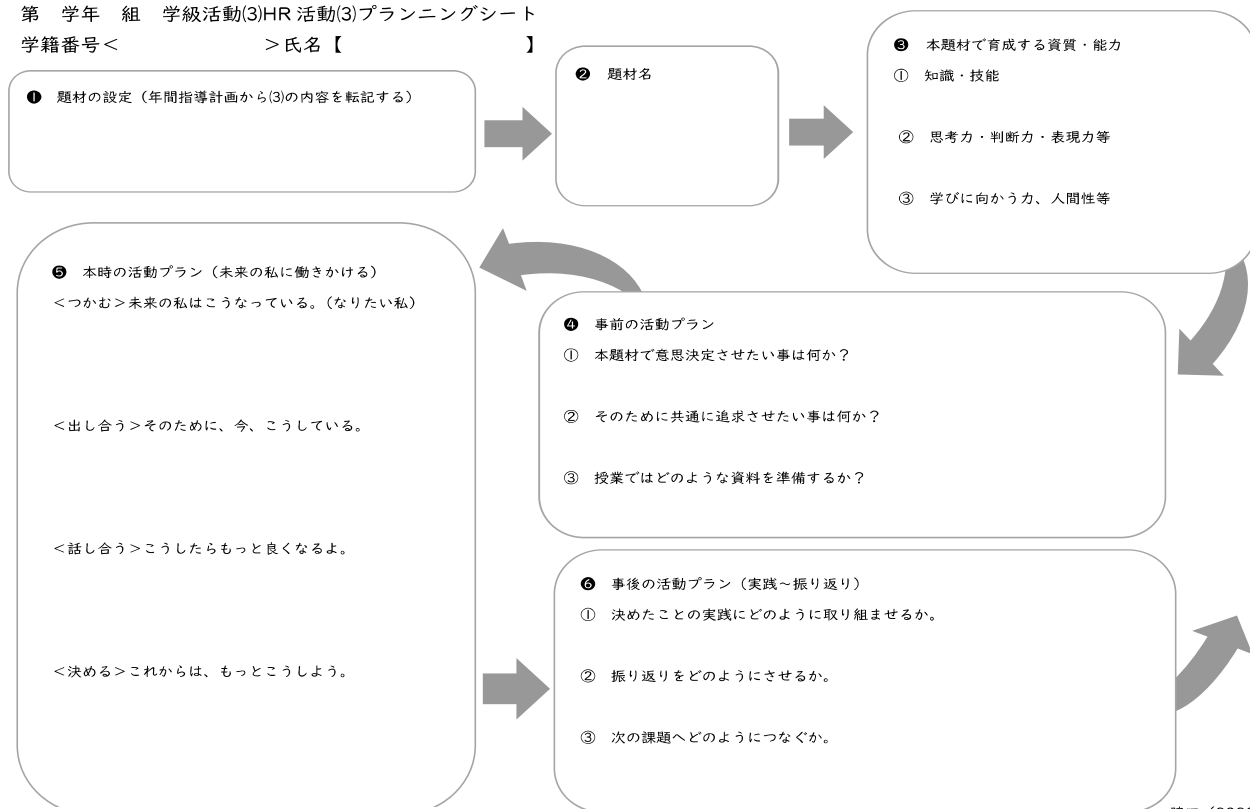 第　学年　組　学級活動⑶HR 活動⑶プランニングシート
学籍番号＜　　　　　　　＞氏名【　　　　　　　　　】
❶　題材の設定（年間指導計画から⑶の内容を転記する）
❷　題材名
❸　本題材で育成する資質・能力
①　知識・技能
②　思考力・判断力・表現力等
③　学びに向かう力、人間性等
❹　事前の活動プラン
①　本題材で意思決定させたい事は何か？
②　そのために共通に追求させたい事は何か？
③　授業ではどのような資料を準備するか？
❺　本時の活動プラン（未来の私に働きかける）
＜つかむ＞未来の私はこうなっている。（なりたい私）
＜出し合う＞そのために、今、こうしている。
＜話し合う＞こうしたらもっと良くなるよ。
＜決める＞これからは、もっとこうしよう。
❻　事後の活動プラン（実践～振り返り）
①　決めたことの実践にどのように取り組ませるか。
②　振り返りをどのようにさせるか。
③　次の課題へどのようにつなぐか。